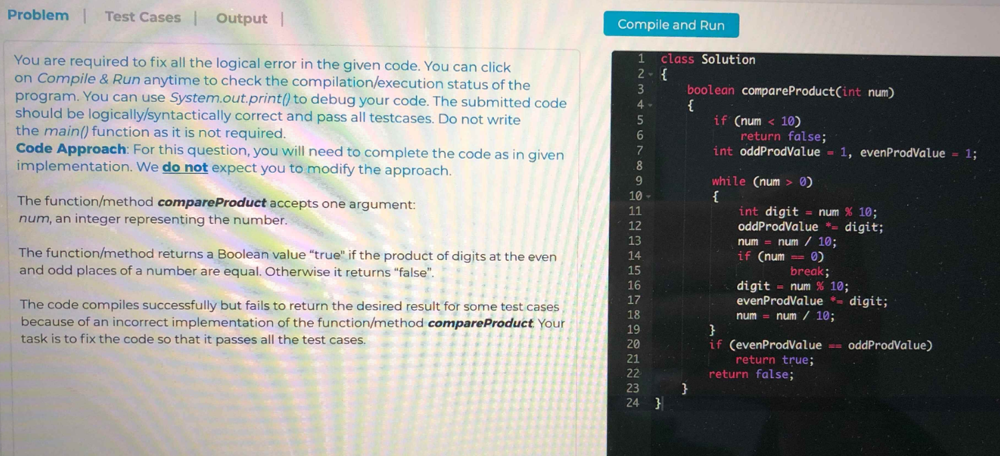 Problem | Test Cases | Output |
Compile and Run
You are required to fix all the logical error in the given code. You can click
on Compile & Run anytime to check the compilation/execution status of the
program. You can use System.out.print() to debug your code. The submitted code
should be logically/syntactically correct and pass all testcases. Do not write
the main() function as it is not required.
Code Approach: For this question, you will need to complete the code as in given
implementation. We do not expect you to modify the approach.
The function/method compareProduct accepts one argument:
num, an integer representing the number.
The function/method returns a Boolean value "true" if the product of digits at the even
and odd places of a number are equal. Otherwise it returns "false".
The code compiles successfully but fails to return the desired result for some test cases
because of an incorrect implementation of the function/method compareProduct. Your
task is to fix the code so that it passes all the test cases.
1 class Solution
2 {
3 boolean compareProduct(int num)
4 {
5 if (num < 10)
6 return false;
7 int oddProdValue = 1, evenProdValue = 1;
8
9 while (num > 0)
10 {
11 int digit = num % 10;
12 oddProdValue *= digit;
13 num = num / 10;
14 if (num == 0)
15 break;
16 digit = num % 10;
17 evenProdValue *= digit;
18 num = num / 10;
19 }
20 if (evenProdValue == oddProdValue)
21 return true;
22 return false;
23 }
24 }